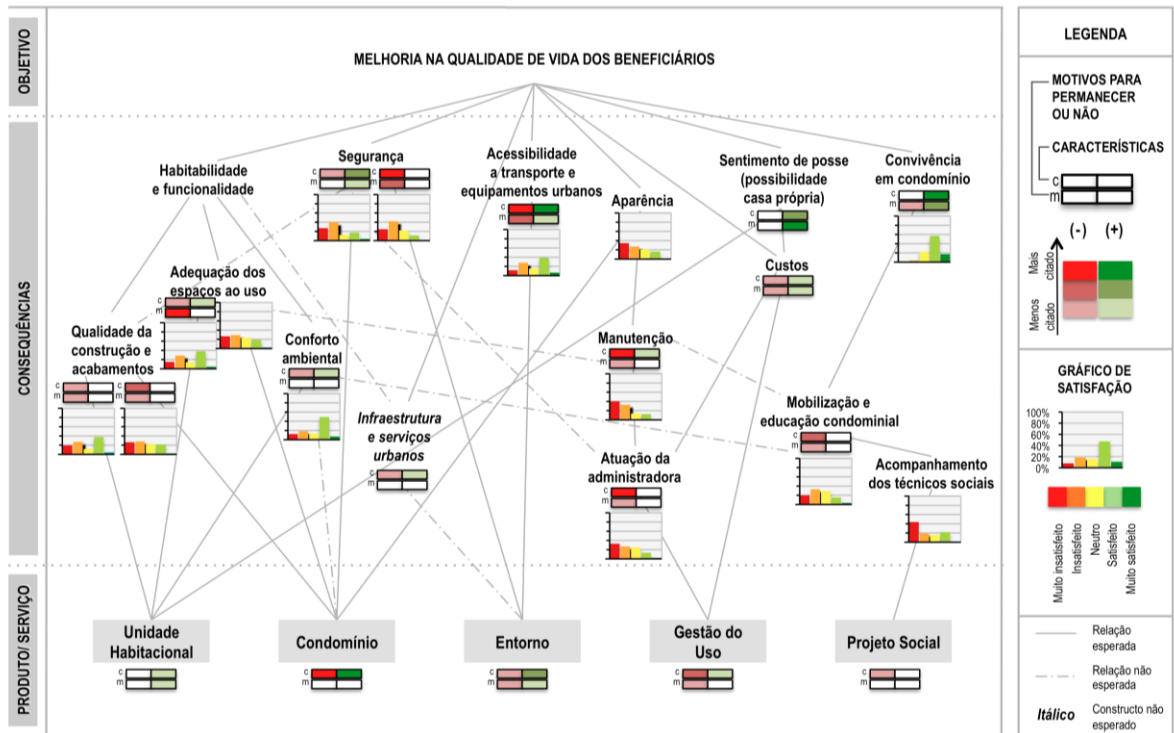 OBJETIVO
MELHORIA NA QUALIDADE DE VIDA DOS BENEFICIÁRIOS
CONSEQUÊNCIAS
Habitabilidade
e funcionalidade
Segurança
c
m
Acessibilidade
a transporte e
equipamentos urbanos
c
m
Aparência
Sentimento de posse
(possibilidade
casa própria)
c
m
Convivência
em condomínio
c
m
Adequação dos
espaços ao uso
c
m
Custos
c
m
Qualidade da
construção e
acabamentos
c
m
Conforto
ambiental
c
m
Manutenção
c
m
Infraestrutura
e serviços
urbanos
c
m
Mobilização e
educação condominial
c
m
Atuação da
administradora
c
m
Acompanhamento
dos técnicos sociais
PRODUTO/ SERVIÇO
Unidade
Habitacional
c
m
Condomínio
c
m
Entorno
c
m
Gestão do
Uso
c
m
Projeto Social
c
m
LEGENDA
MOTIVOS PARA
PERMANECER
OU NÃO
CARACTERÍSTICAS
c
m
(-) (+)
Mais
citado
Menos
citado
GRÁFICO DE
SATISFAÇÃO
100%
80%
60%
40%
20%
0%
Muito insatisfeito
Insatisfeito
Neutro
Satisfeito
Muito satisfeito
Relação
esperada
Relação não
esperada
Itálico
Constructo não
esperado